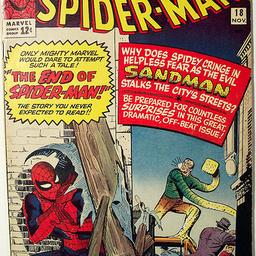 SPIDER-MAN
MARVEL
COMICS
GROUP
12¢
18
NOV.
ONLY MIGHTY MARVEL
WOULD DARE TO ATTEMPT
SUCH A TALE!
"THE END OF
SPIDER-MAN!"
THE STORY YOU NEVER
EXPECTED TO READ!!
WHY DOES SPIDEY CRINGE IN
HELPLESS FEAR AS THE EVIL
SANDMAN
STALKS THE CITY'S STREETS?
BE PREPARED FOR COUNTLESS
SURPRISES IN THIS GREAT
DRAMATIC, OFF-BEAT ISSUE!